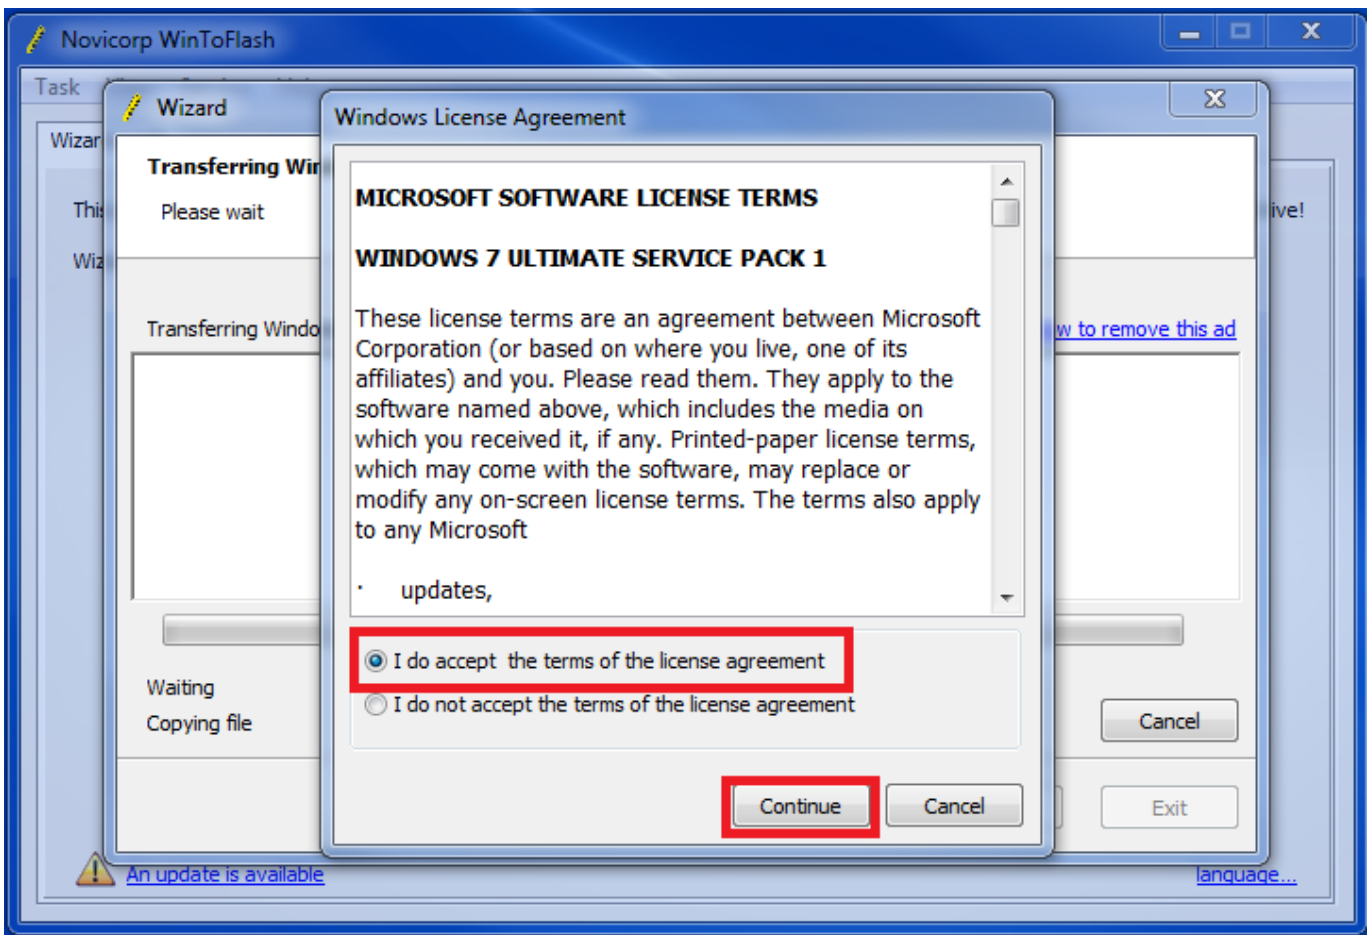 Novicorp WinToFlash
Task
Wizard
Windows License Agreement
Wizar
Transferring Wi
Please wait
This
ive!
Wiz
Transferring Windo
w to remove this ad
MICROSOFT SOFTWARE LICENSE TERMS
WINDOWS 7 ULTIMATE SERVICE PACK 1
These license terms are an agreement between Microsoft
Corporation (or based on where you live, one of its
affiliates) and you. Please read them. They apply to the
software named above, which includes the media on
which you received it, if any. Printed-paper license terms,
which may come with the software, may replace or
modify any on-screen license terms. The terms also apply
to any Microsoft
· updates,
I do accept the terms of the license agreement
I do not accept the terms of the license agreement
Waiting
Copying file
Cancel
Continue
Cancel
Exit
An update is available
language...